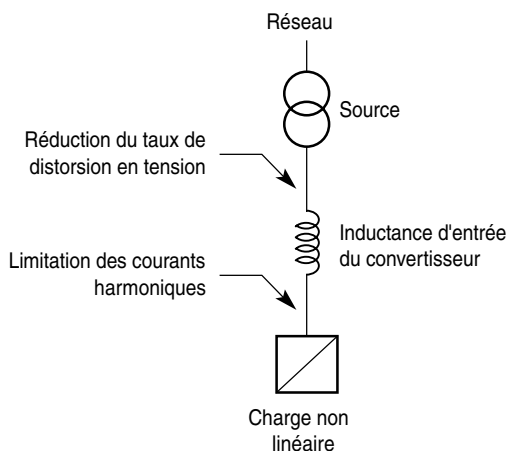 Réseau
Source
Réduction du taux de
distorsion en tension
Inductance d'entrée
du convertisseur
Limitation des courants
harmoniques
Charge non
linéaire